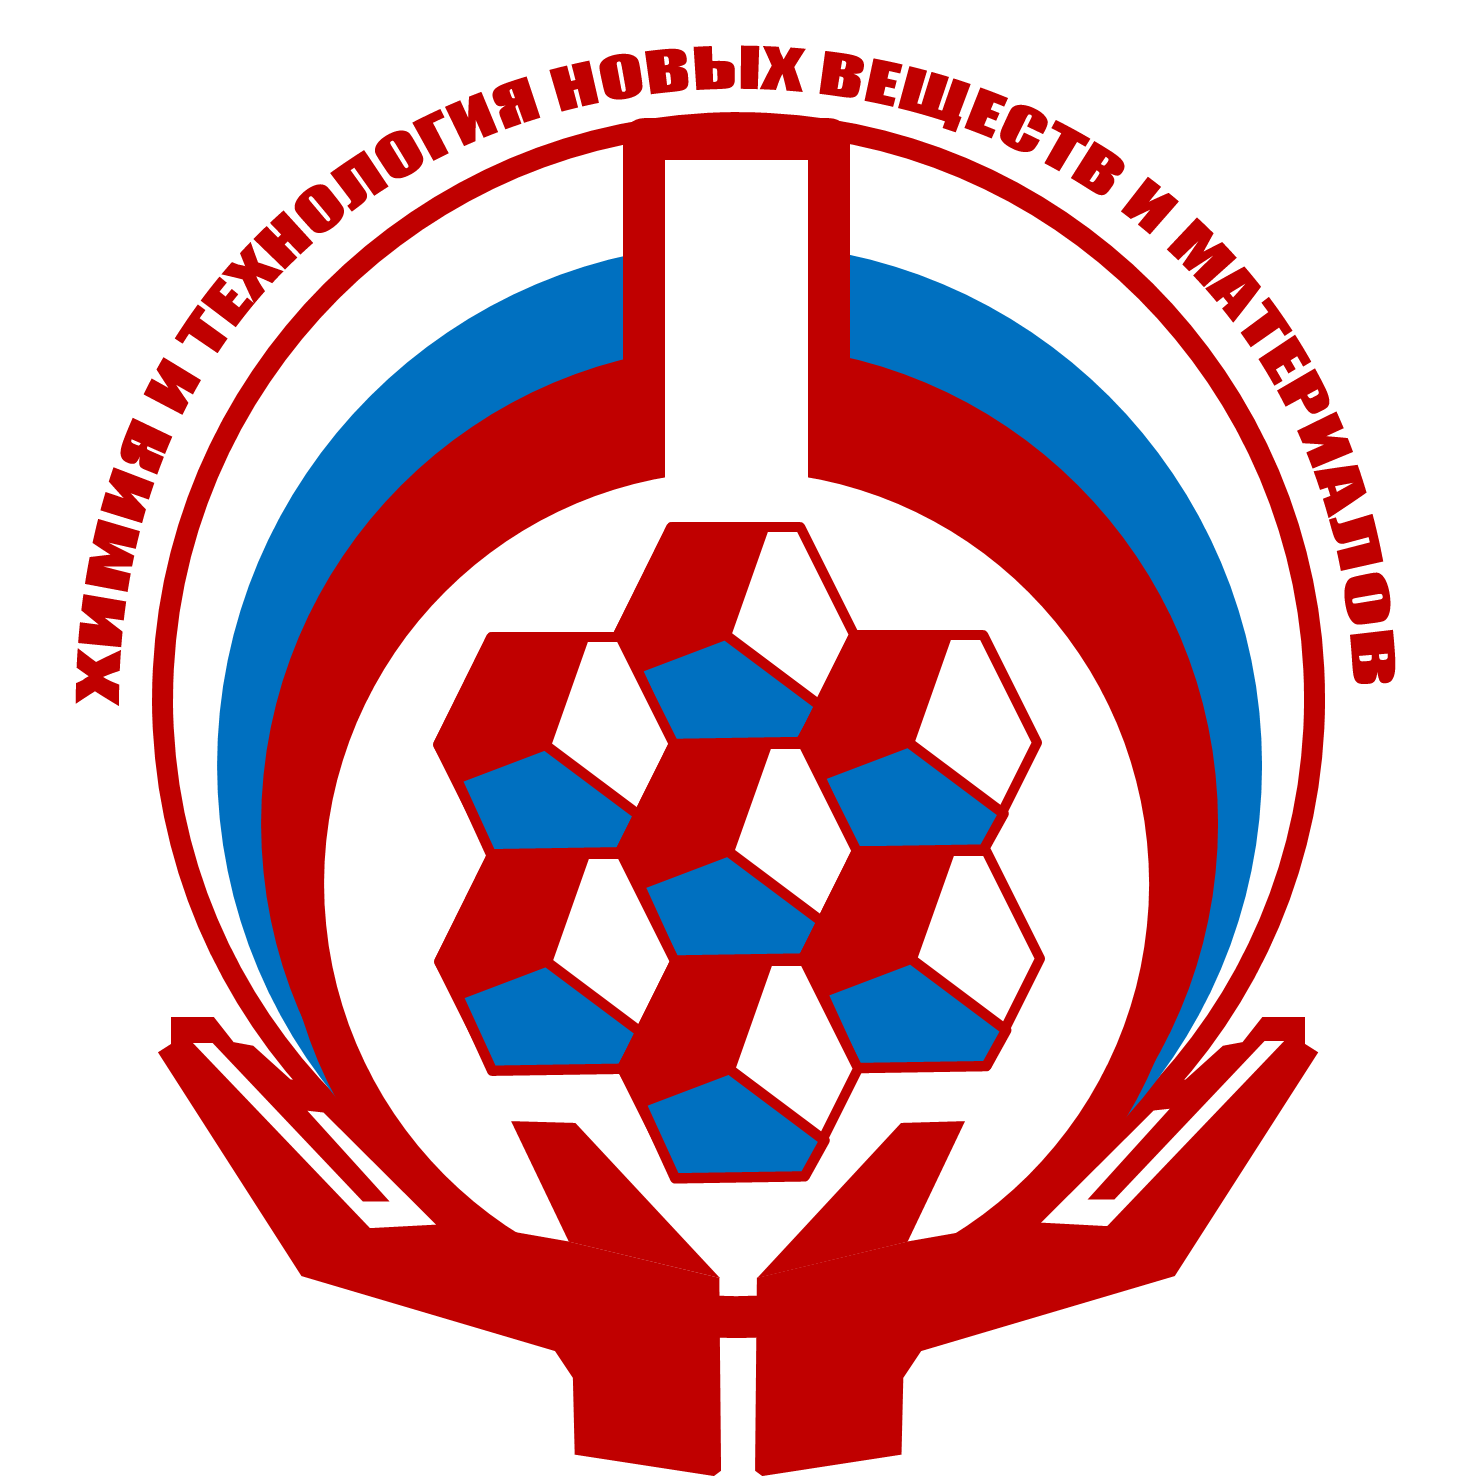 ХИМИЯ И ТЕХНОЛОГИЯ НОВЫХ ВЕЩЕСТВ И МАТЕРИАЛОВ